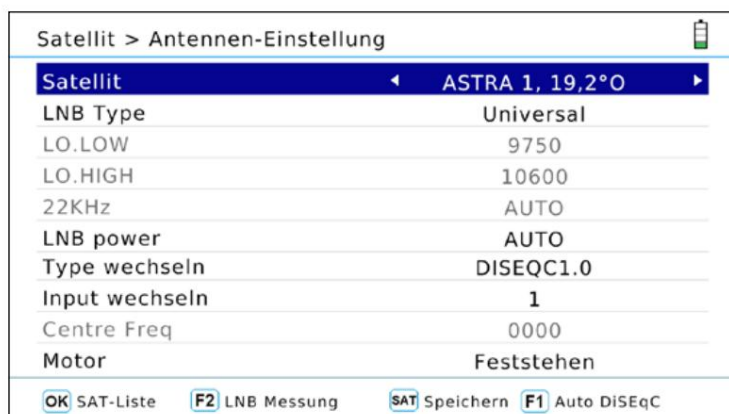 Satellit > Antennen-Einstellung
Satellit ASTRA 1, 19,2°O
LNB Type Universal
LO.LOW 9750
LO.HIGH 10600
22KHz AUTO
LNB power AUTO
Type wechseln DISEQC1.0
Input wechseln 1
Centre Freq 0000
Motor Feststehen
OK SAT-Liste F2 LNB Messung SAT Speichern F1 Auto DiSEqC